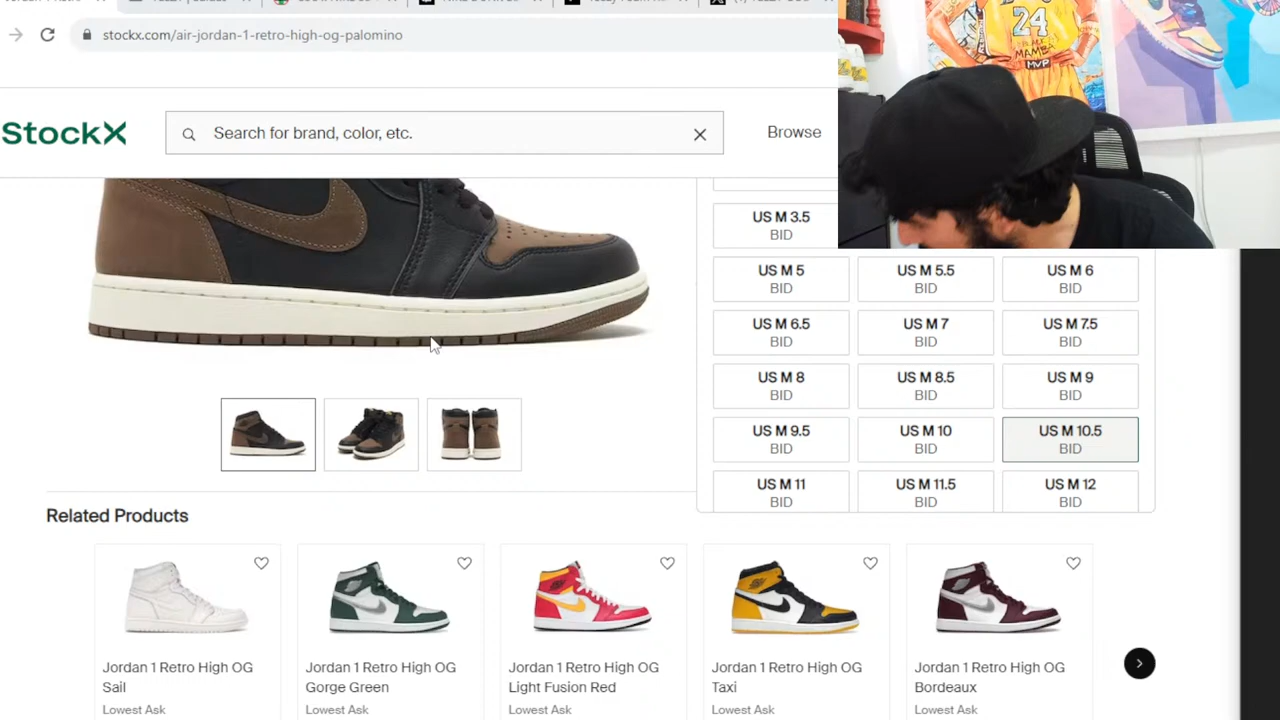 stockx.com/air-jordan-1-retro-high-og-palomino
StockX
Search for brand, color, etc.
Browse
24
MAMBA
MVP
US M 3.5
BID
US M 5
BID
US M 5.5
BID
US M 6
BID
US M 6.5
BID
US M 7
BID
US M 7.5
BID
US M 8
BID
US M 8.5
BID
US M 9
BID
US M 9.5
BID
US M 10
BID
US M 10.5
BID
US M 11
BID
US M 11.5
BID
US M 12
BID
Related Products
Jordan 1 Retro High OG
Sail
Lowest Ask
Jordan 1 Retro High OG
Gorge Green
Lowest Ask
Jordan 1 Retro High OG
Light Fusion Red
Lowest Ask
Jordan 1 Retro High OG
Taxi
Lowest Ask
Jordan 1 Retro High OG
Bordeaux
Lowest Ask